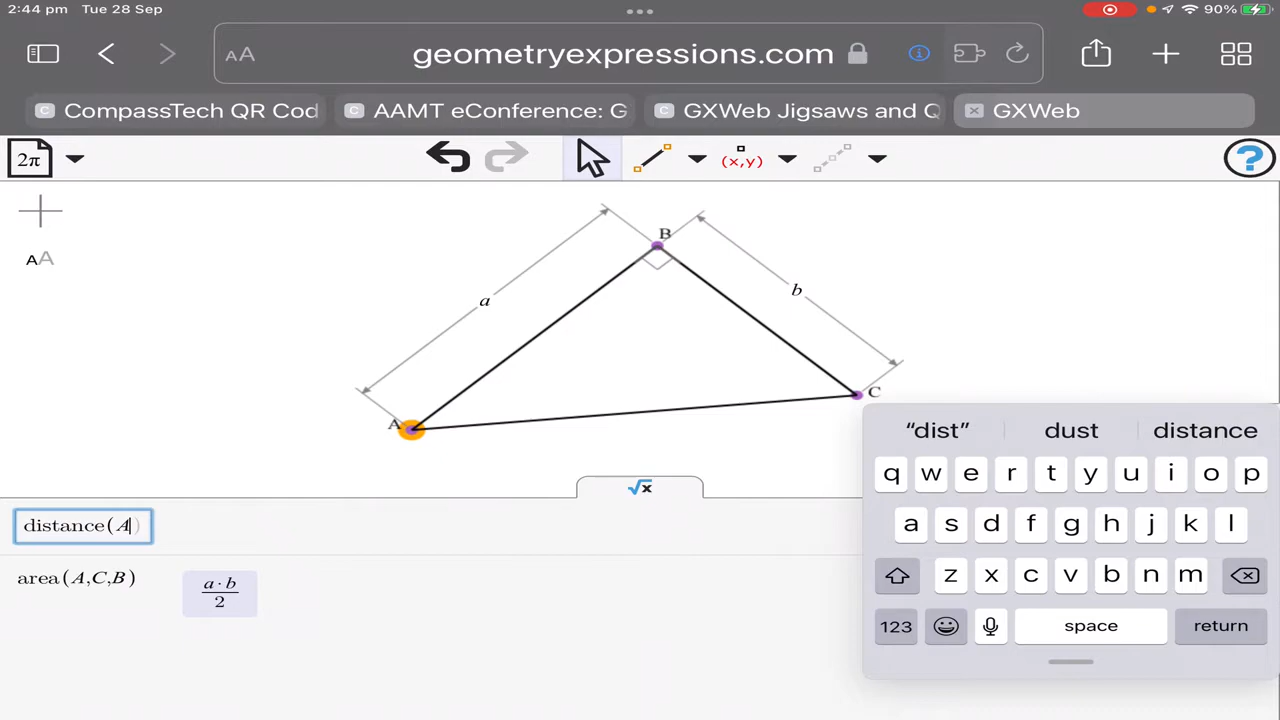 2:44 pm Tue 28 Sep
90%
AA
geometryexpressions.com
CompassTech QR Cod
AAMT eConference: G
GXWeb Jigsaws and Q
GXWeb
2π
(x,y)
?
AA
B
a
b
A
C
√x
distance(A)
area(A,C,B)
a·b
2
"dist" dust distance
q w e r t y u i o p
a s d f g h j k l
z x c v b n m
123 space return